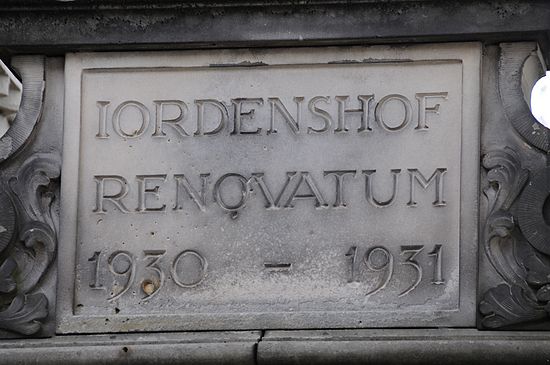 IORDENSHOF
RENOVATUM
1930 – 1931